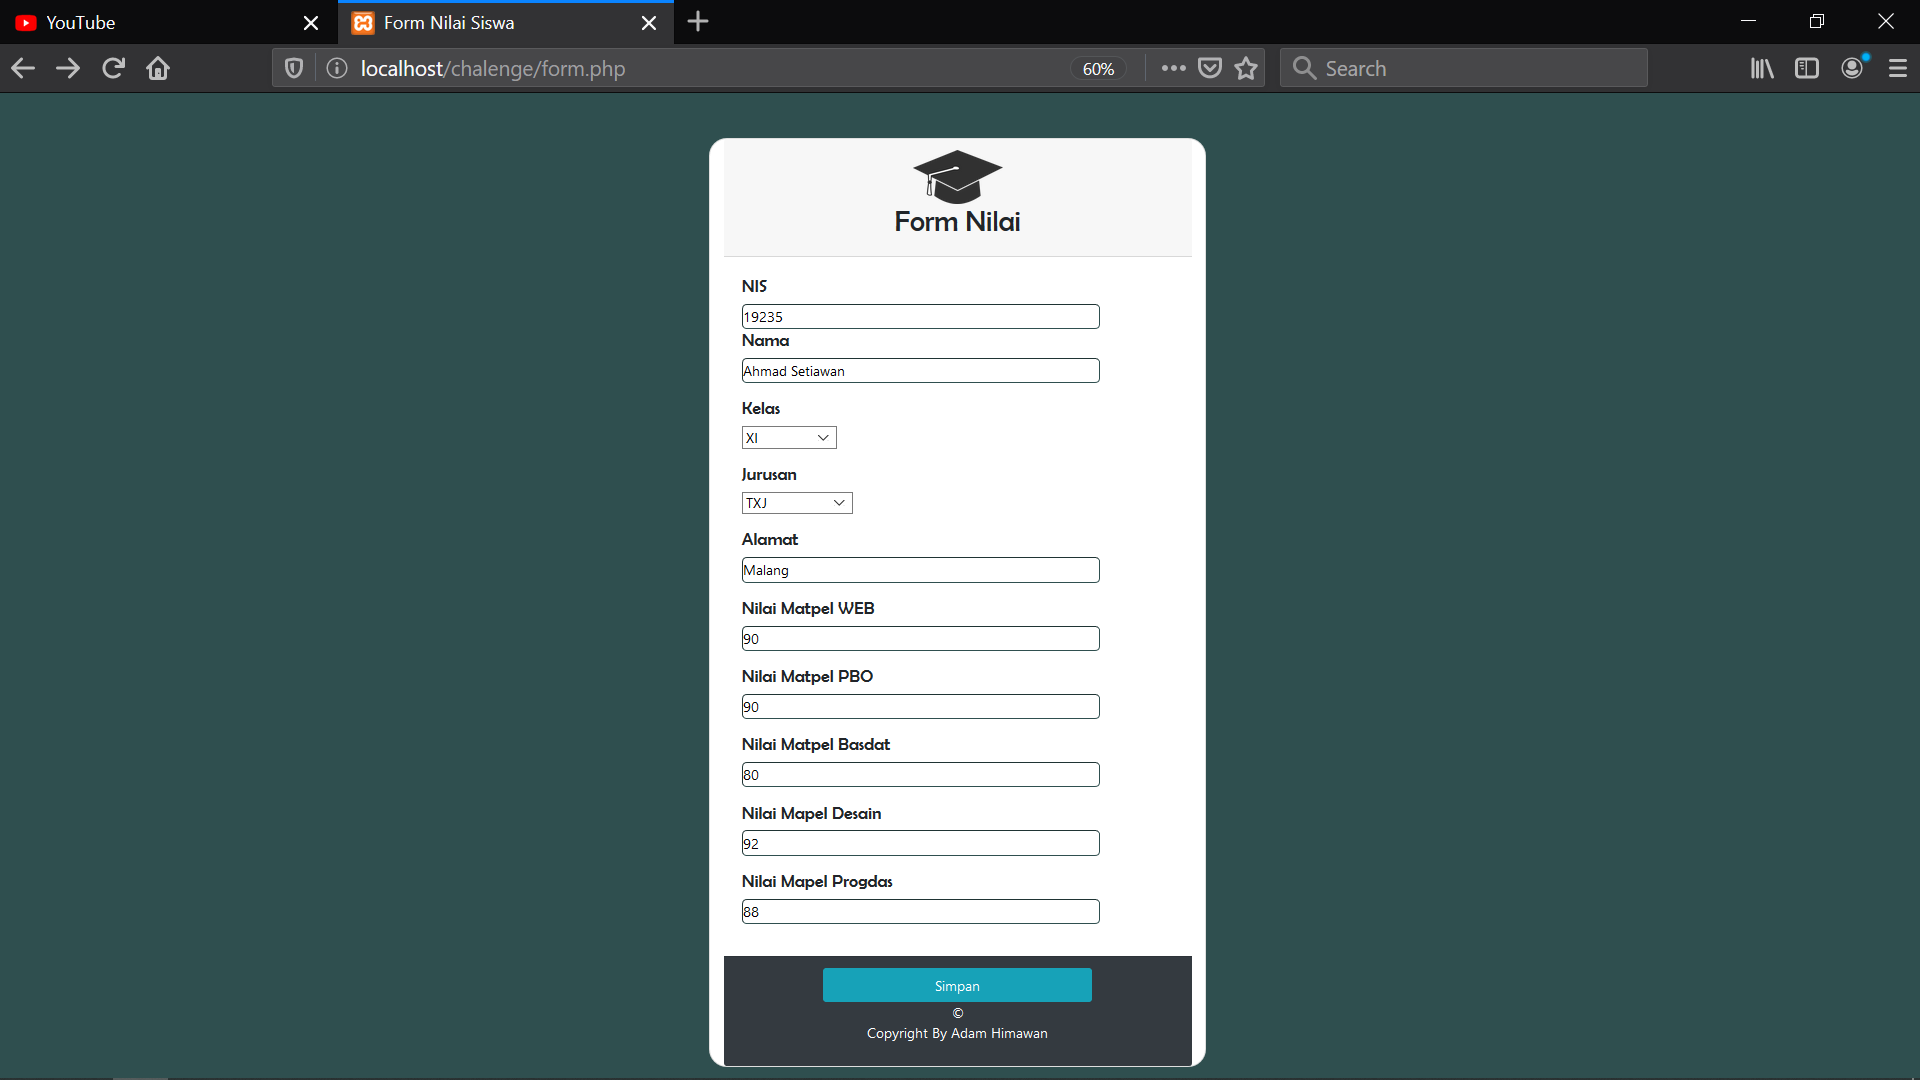 YouTube
Form Nilai Siswa
localhost/chalenge/form.php
60%
Search
Form Nilai
NIS
19235
Nama
Ahmad Setiawan
Kelas
XI
Jurusan
TXJ
Alamat
Malang
Nilai Matpel WEB
90
Nilai Matpel PBO
90
Nilai Matpel Basdat
80
Nilai Mapel Desain
92
Nilai Mapel Progdas
88
Simpan
©
Copyright By Adam Himawan